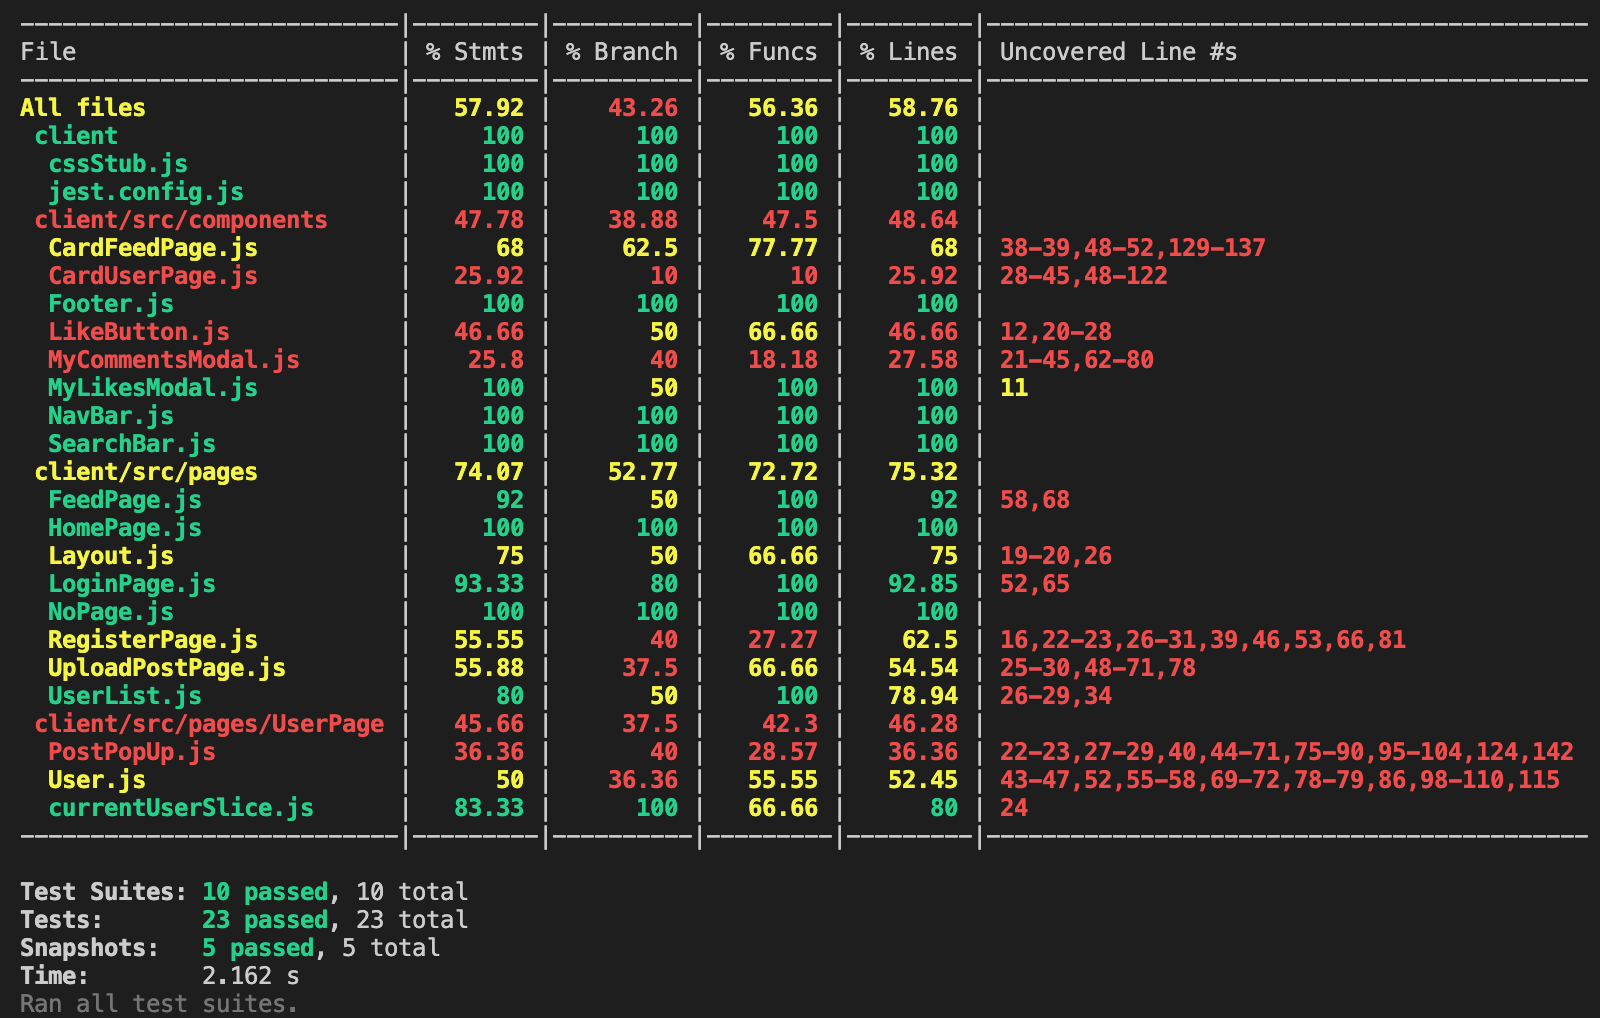 File | % Stmts | % Branch | % Funcs | % Lines | Uncovered Line #s
All files | 57.92 | 43.26 | 56.36 | 58.76 |
client | 100 | 100 | 100 | 100 |
cssStub.js | 100 | 100 | 100 | 100 |
jest.config.js | 100 | 100 | 100 | 100 |
client/src/components | 47.78 | 38.88 | 47.5 | 48.64 |
CardFeedPage.js | 68 | 62.5 | 77.77 | 68 | 38-39,48-52,129-137
CardUserPage.js | 25.92 | 10 | 10 | 25.92 | 28-45,48-122
Footer.js | 100 | 100 | 100 | 100 |
LikeButton.js | 46.66 | 50 | 66.66 | 46.66 | 12,20-28
MyCommentsModal.js | 25.8 | 40 | 18.18 | 27.58 | 21-45,62-80
MyLikesModal.js | 100 | 50 | 100 | 100 | 11
NavBar.js | 100 | 100 | 100 | 100 |
SearchBar.js | 100 | 100 | 100 | 100 |
client/src/pages | 74.07 | 52.77 | 72.72 | 75.32 |
FeedPage.js | 92 | 50 | 100 | 92 | 58,68
HomePage.js | 100 | 100 | 100 | 100 |
Layout.js | 75 | 50 | 66.66 | 75 | 19-20,26
LoginPage.js | 93.33 | 80 | 100 | 92.85 | 52,65
NoPage.js | 100 | 100 | 100 | 100 |
RegisterPage.js | 55.55 | 40 | 27.27 | 62.5 | 16,22-23,26-31,39,46,53,66,81
UploadPostPage.js | 55.88 | 37.5 | 66.66 | 54.54 | 25-30,48-71,78
UserList.js | 80 | 50 | 100 | 78.94 | 26-29,34
client/src/pages/UserPage | 45.66 | 37.5 | 42.3 | 46.28 |
PostPopUp.js | 36.36 | 40 | 28.57 | 36.36 | 22-23,27-29,40,44-71,75-90,95-104,124,142
User.js | 50 | 36.36 | 55.55 | 52.45 | 43-47,52,55-58,69-72,78-79,86,98-110,115
currentUserSlice.js | 83.33 | 100 | 66.66 | 80 | 24
Test Suites: 10 passed, 10 total
Tests: 23 passed, 23 total
Snapshots: 5 passed, 5 total
Time: 2.162 s
Ran all test suites.